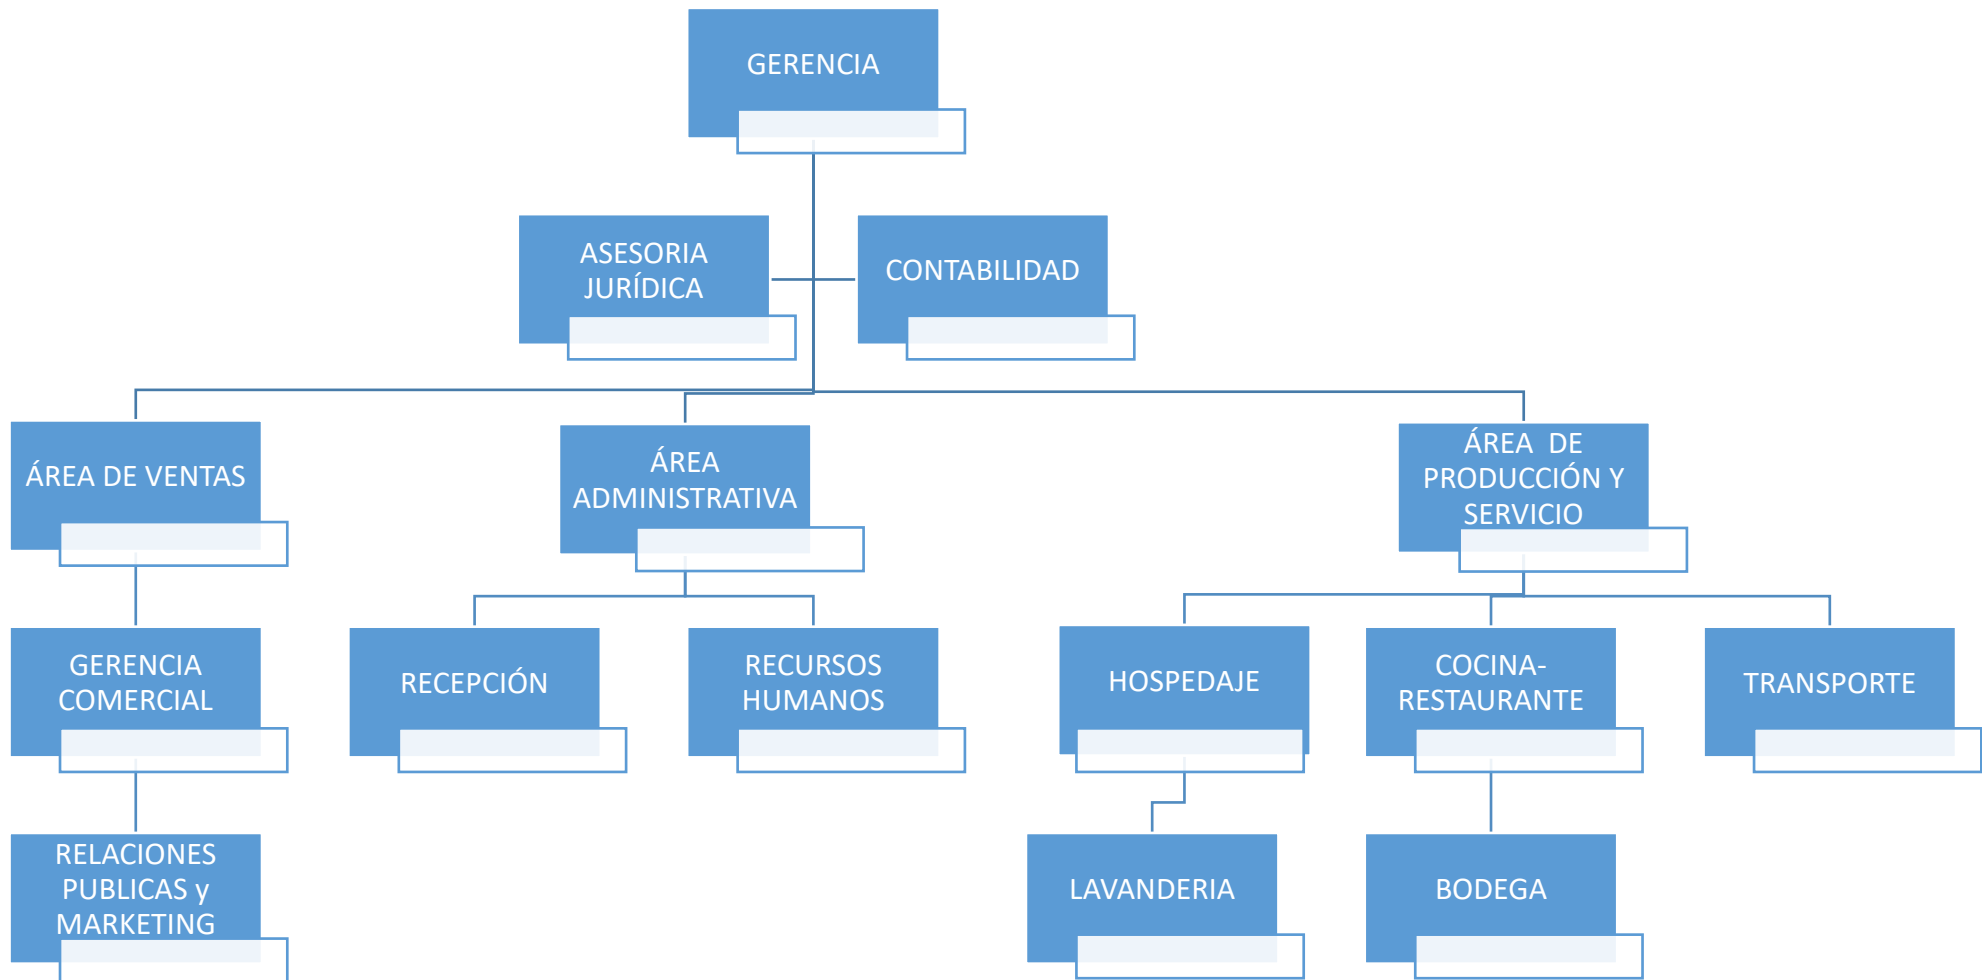 GERENCIA
ASESORIA
JURÍDICA
CONTABILIDAD
ÁREA DE VENTAS
ÁREA
ADMINISTRATIVA
ÁREA  DE
PRODUCCIÓN Y
SERVICIO
GERENCIA
COMERCIAL
RECEPCIÓN
RECURSOS
HUMANOS
HOSPEDAJE
COCINA-
RESTAURANTE
TRANSPORTE
RELACIONES
PUBLICAS y
MARKETING
LAVANDERIA
BODEGA